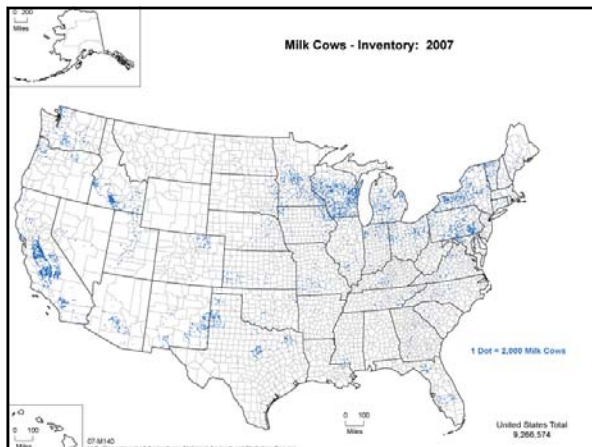 0 200
Miles
Milk Cows - Inventory: 2007
1 Dot = 2,000 Milk Cows
0 100
Miles
United States Total
9,266,574
0 100
Miles
07-M140